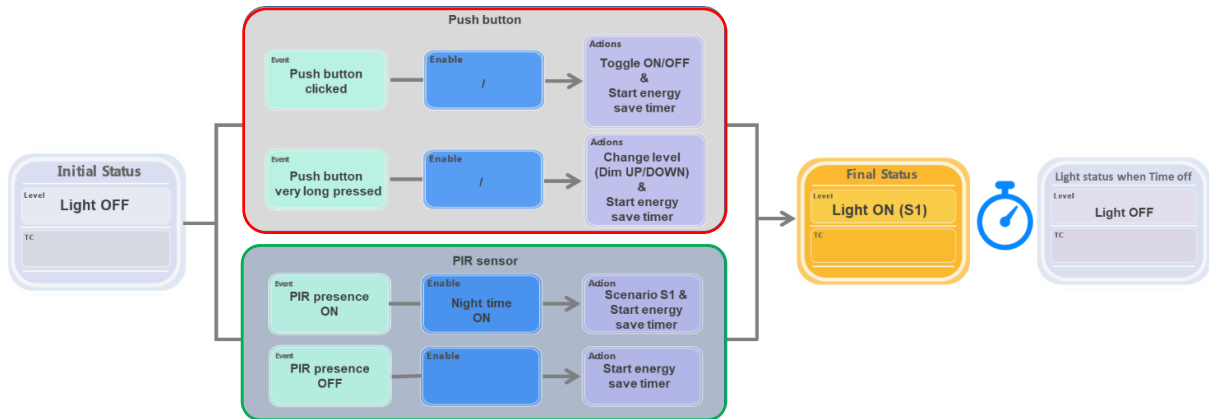 Push button
Event
Push button
clicked
Enable
/
Actions
Toggle ON/OFF
&
Start energy
save timer
Event
Push button
very long pressed
Enable
/
Actions
Change level
(Dim UP/DOWN)
&
Start energy
save timer
Initial Status
Level
Light OFF
TC
PIR sensor
Event
PIR presence
ON
Enable
Night time
ON
Action
Scenario S1 &
Start energy
save timer
Event
PIR presence
OFF
Enable
Action
Start energy
save timer
Final Status
Level
Light ON (S1)
TC
Light status when Time off
Level
Light OFF
TC